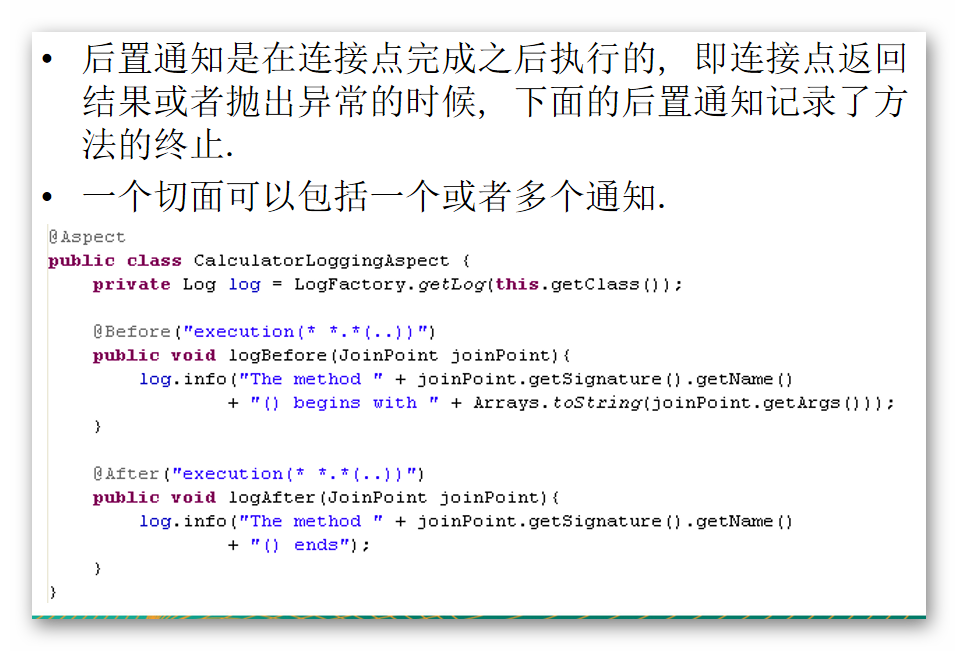 • 后置通知是在连接点完成之后执行的, 即连接点返回
结果或者抛出异常的时候, 下面的后置通知记录了方
法的终止.
• 一个切面可以包括一个或者多个通知.
@Aspect
public class CalculatorLoggingAspect {
    private Log log = LogFactory.getLog(this.getClass());
    @Before("execution(* *.*(..))")
    public void logBefore(JoinPoint joinPoint){
        log.info("The method " + joinPoint.getSignature().getName()
                + "() begins with " + Arrays.toString(joinPoint.getArgs()));
    }
    @After("execution(* *.*(..))")
    public void logAfter(JoinPoint joinPoint){
        log.info("The method " + joinPoint.getSignature().getName()
                + "() ends");
    }
}